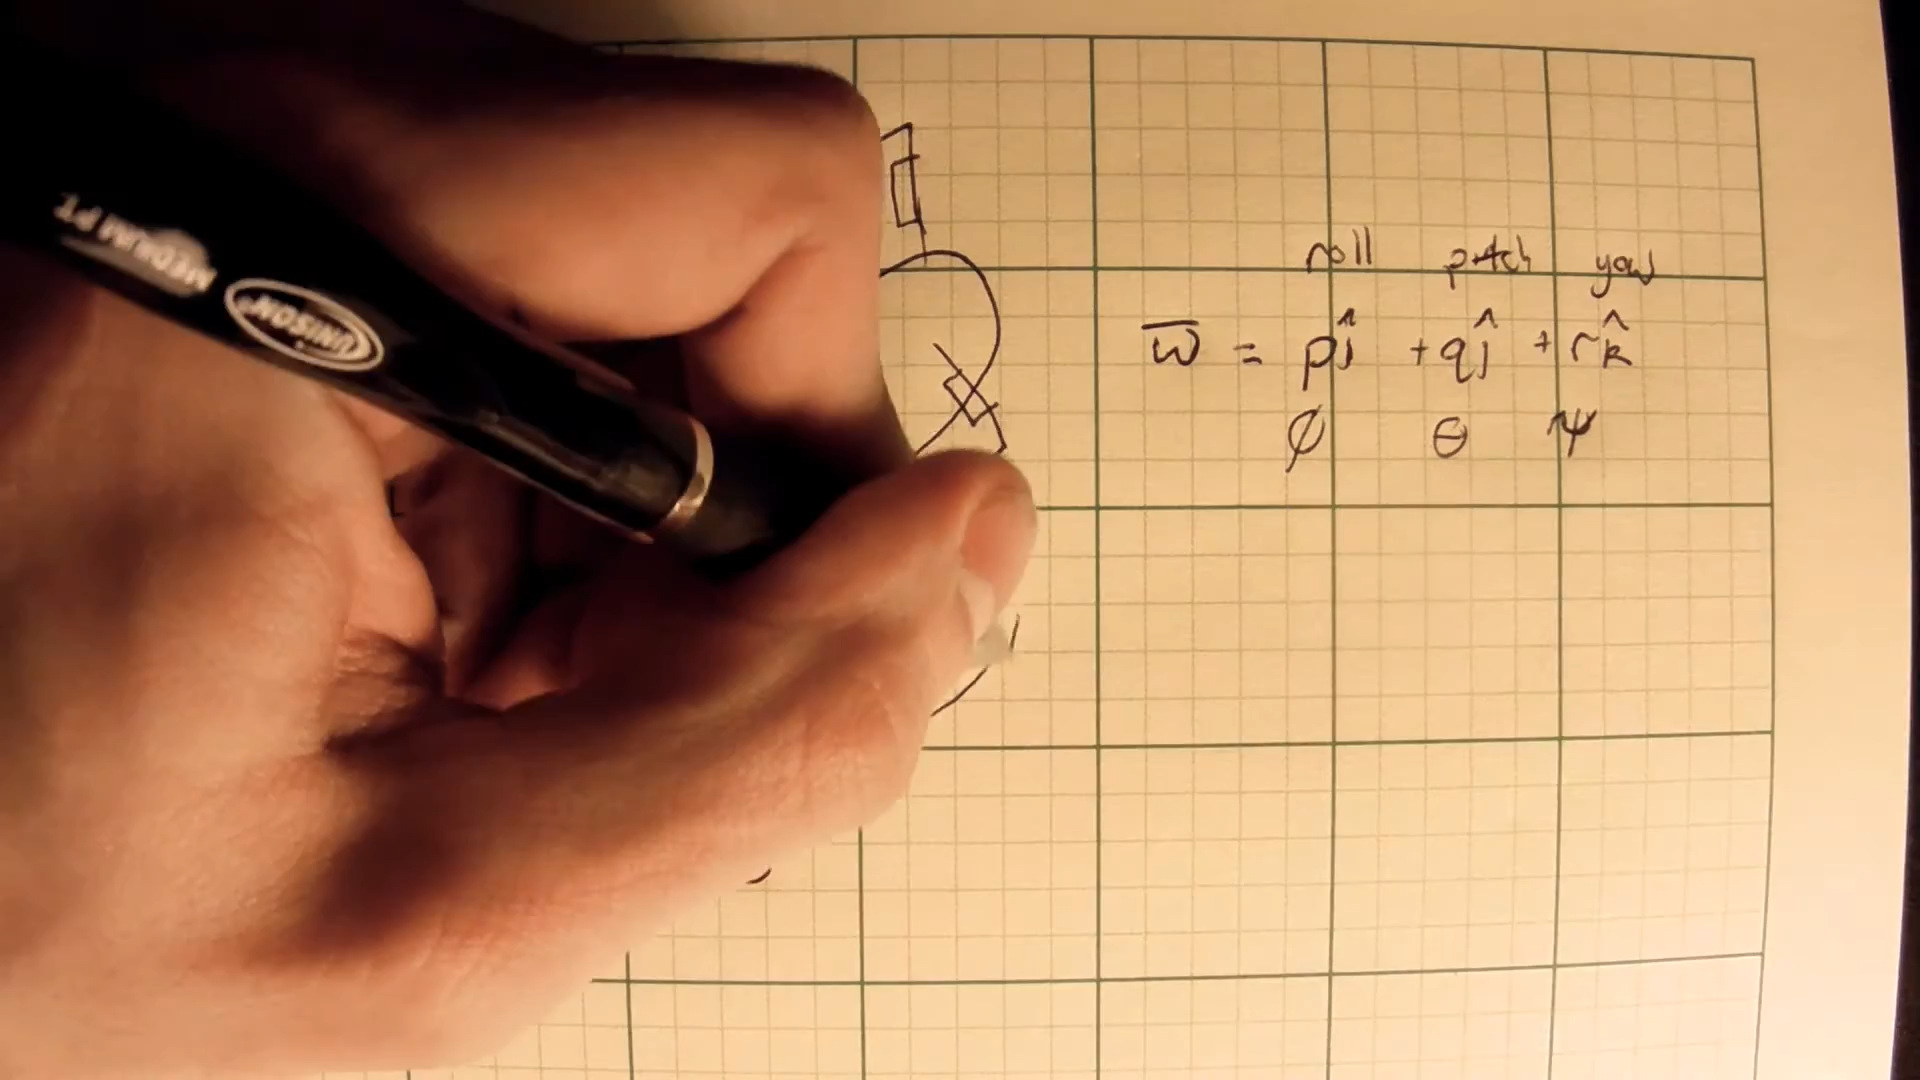 MEDIUM PT.
UNISON®
roll pitch yaw
ω̅ = pî + qĵ + rk̂
ϕ θ ψ